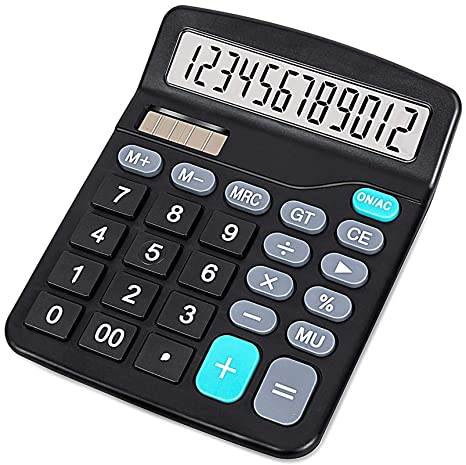 123456789012
M+ M− MRC GT ON/AC
7 8 9 ÷ CE
4 5 6 × ▶
1 2 3 − %
0 00 . + = MU